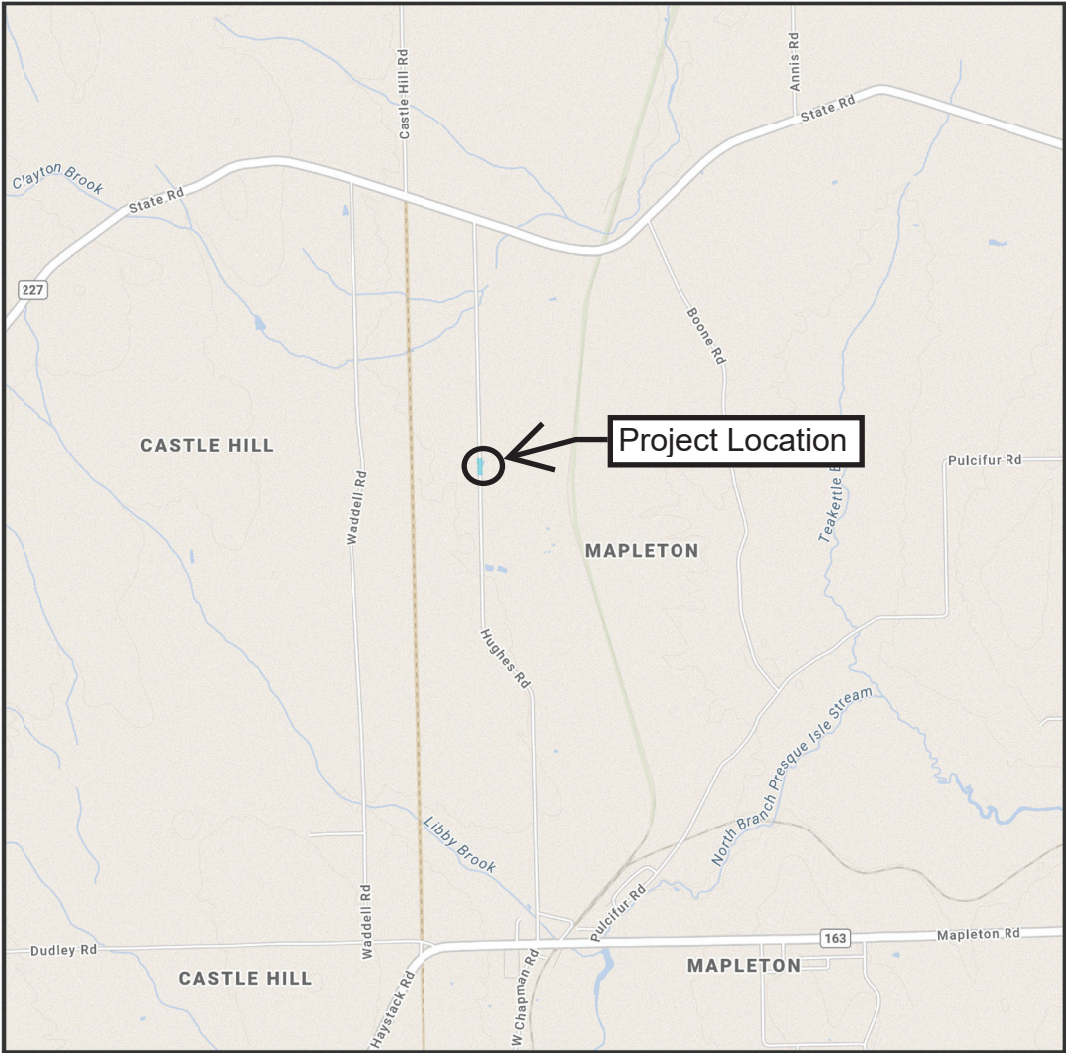 Castle Hill Rd
Annis Rd
State Rd
Clayton Brook
State Rd
227
Boone Rd
Project Location
CASTLE HILL
Pulcifur Rd
Waddell Rd
Teakettle
MAPLETON
Hughes Rd
North Branch Presque Isle Stream
Libby Brook
Waddell Rd
Pulcifur Rd
Dudley Rd
163
Mapleton Rd
CASTLE HILL
MAPLETON
Haystack Rd
W Chapman Rd